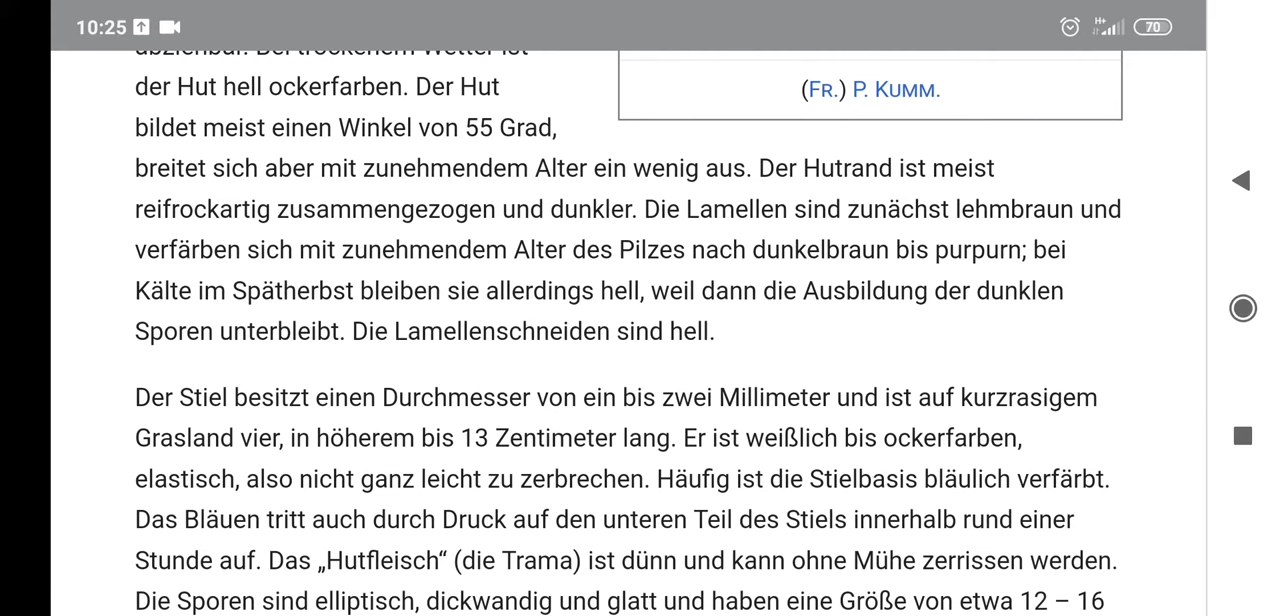 10:25
H+
70
abziehbar. Bei trockenem Wetter ist
der Hut hell ockerfarben. Der Hut
bildet meist einen Winkel von 55 Grad,
(FR.) P. KUMM.
breitet sich aber mit zunehmendem Alter ein wenig aus. Der Hutrand ist meist
reifrockartig zusammengezogen und dunkler. Die Lamellen sind zunächst lehmbraun und
verfärben sich mit zunehmendem Alter des Pilzes nach dunkelbraun bis purpurn; bei
Kälte im Spätherbst bleiben sie allerdings hell, weil dann die Ausbildung der dunklen
Sporen unterbleibt. Die Lamellenschneiden sind hell.
Der Stiel besitzt einen Durchmesser von ein bis zwei Millimeter und ist auf kurzrasigem
Grasland vier, in höherem bis 13 Zentimeter lang. Er ist weißlich bis ockerfarben,
elastisch, also nicht ganz leicht zu zerbrechen. Häufig ist die Stielbasis bläulich verfärbt.
Das Bläuen tritt auch durch Druck auf den unteren Teil des Stiels innerhalb rund einer
Stunde auf. Das „Hutfleisch“ (die Trama) ist dünn und kann ohne Mühe zerrissen werden.
Die Sporen sind elliptisch, dickwandig und glatt und haben eine Größe von etwa 12 – 16